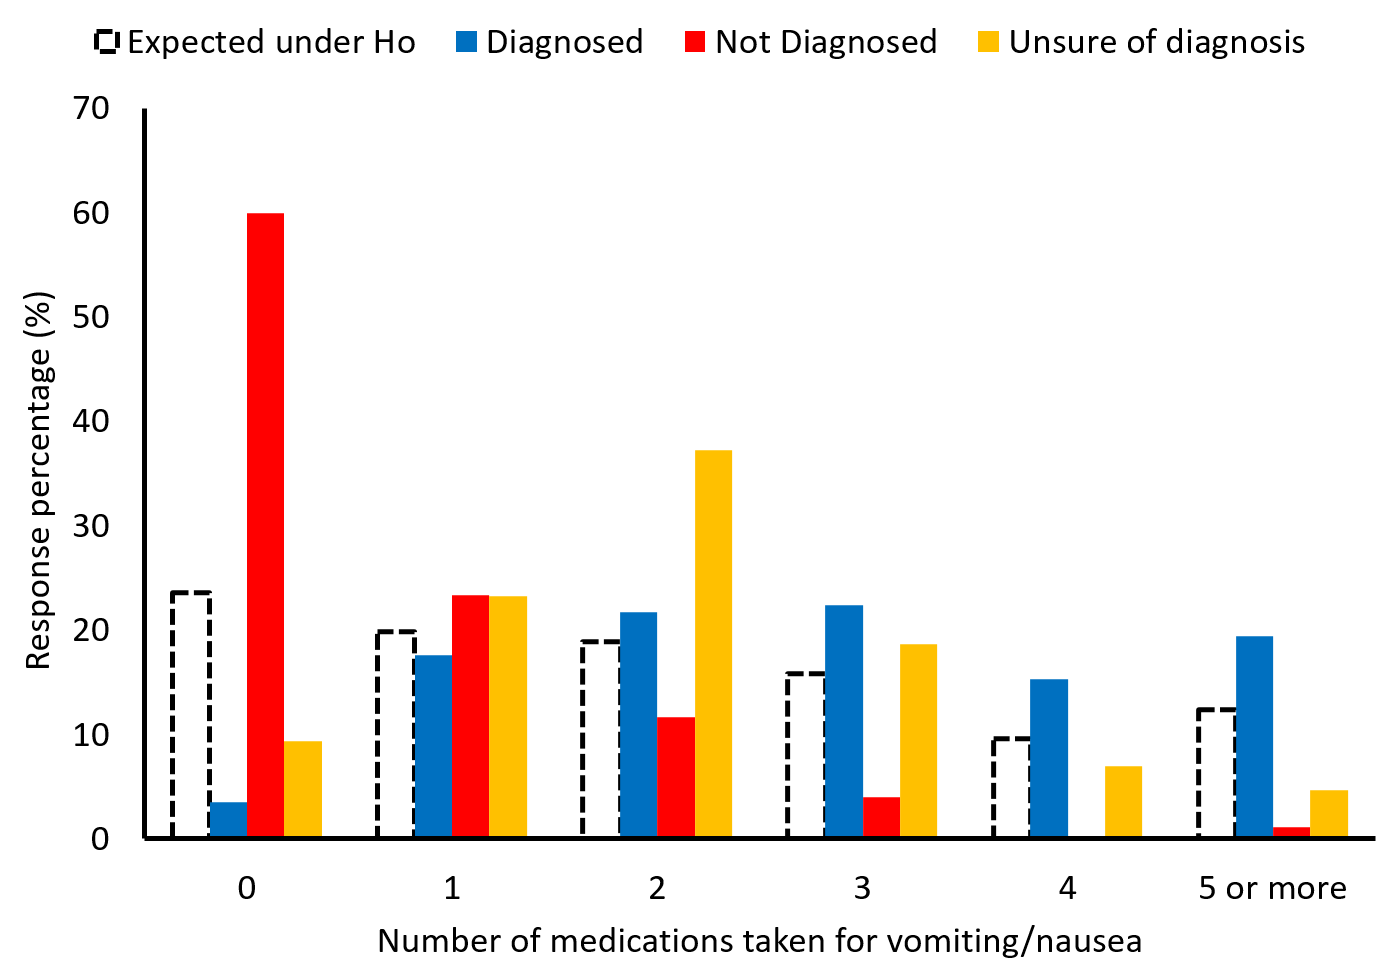 Expected under Ho Diagnosed Not Diagnosed Unsure of diagnosis
70
60
50
40
30
20
10
0
Response percentage (%)
0 1 2 3 4 5 or more
Number of medications taken for vomiting/nausea